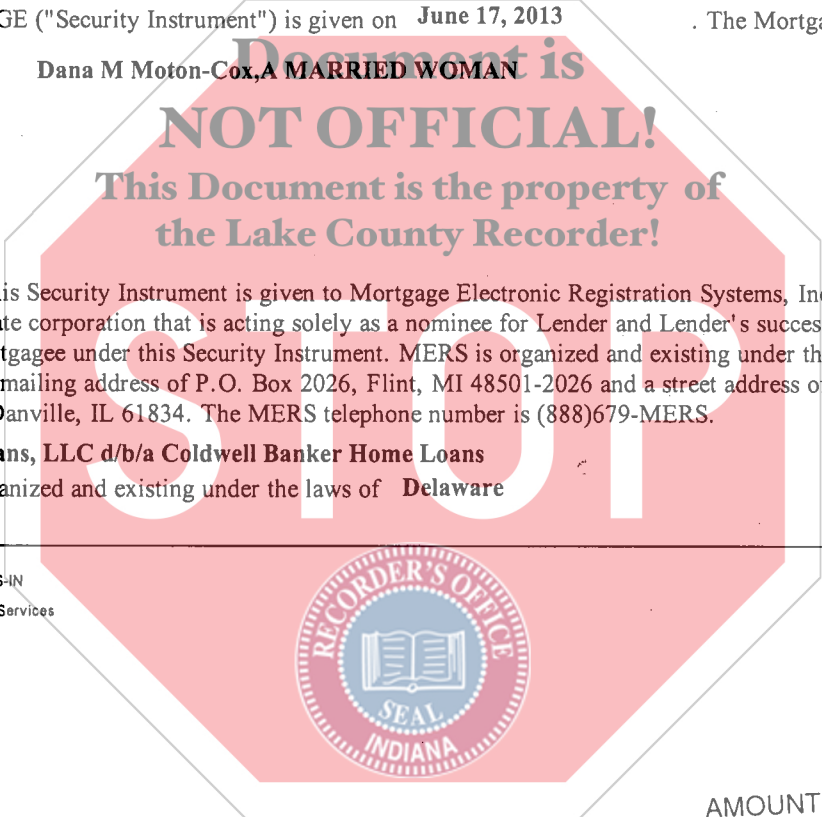 GE ("Security Instrument") is given on June 17, 2013 . The Mortga
Document is
Dana M Moton-Cox,A MARRIED WOMAN
NOT OFFICIAL!
This Document is the property of
the Lake County Recorder!
is Security Instrument is given to Mortgage Electronic Registration Systems, In
te corporation that is acting solely as a nominee for Lender and Lender's succes
tgagee under this Security Instrument. MERS is organized and existing under th
mailing address of P.O. Box 2026, Flint, MI 48501-2026 and a street address o
Danville, IL 61834. The MERS telephone number is (888)679-MERS.
ans, LLC d/b/a Coldwell Banker Home Loans
anized and existing under the laws of Delaware
STOP
S-IN
Services
RECORDER'S OFFICE
SEAL
INDIANA
AMOUNT